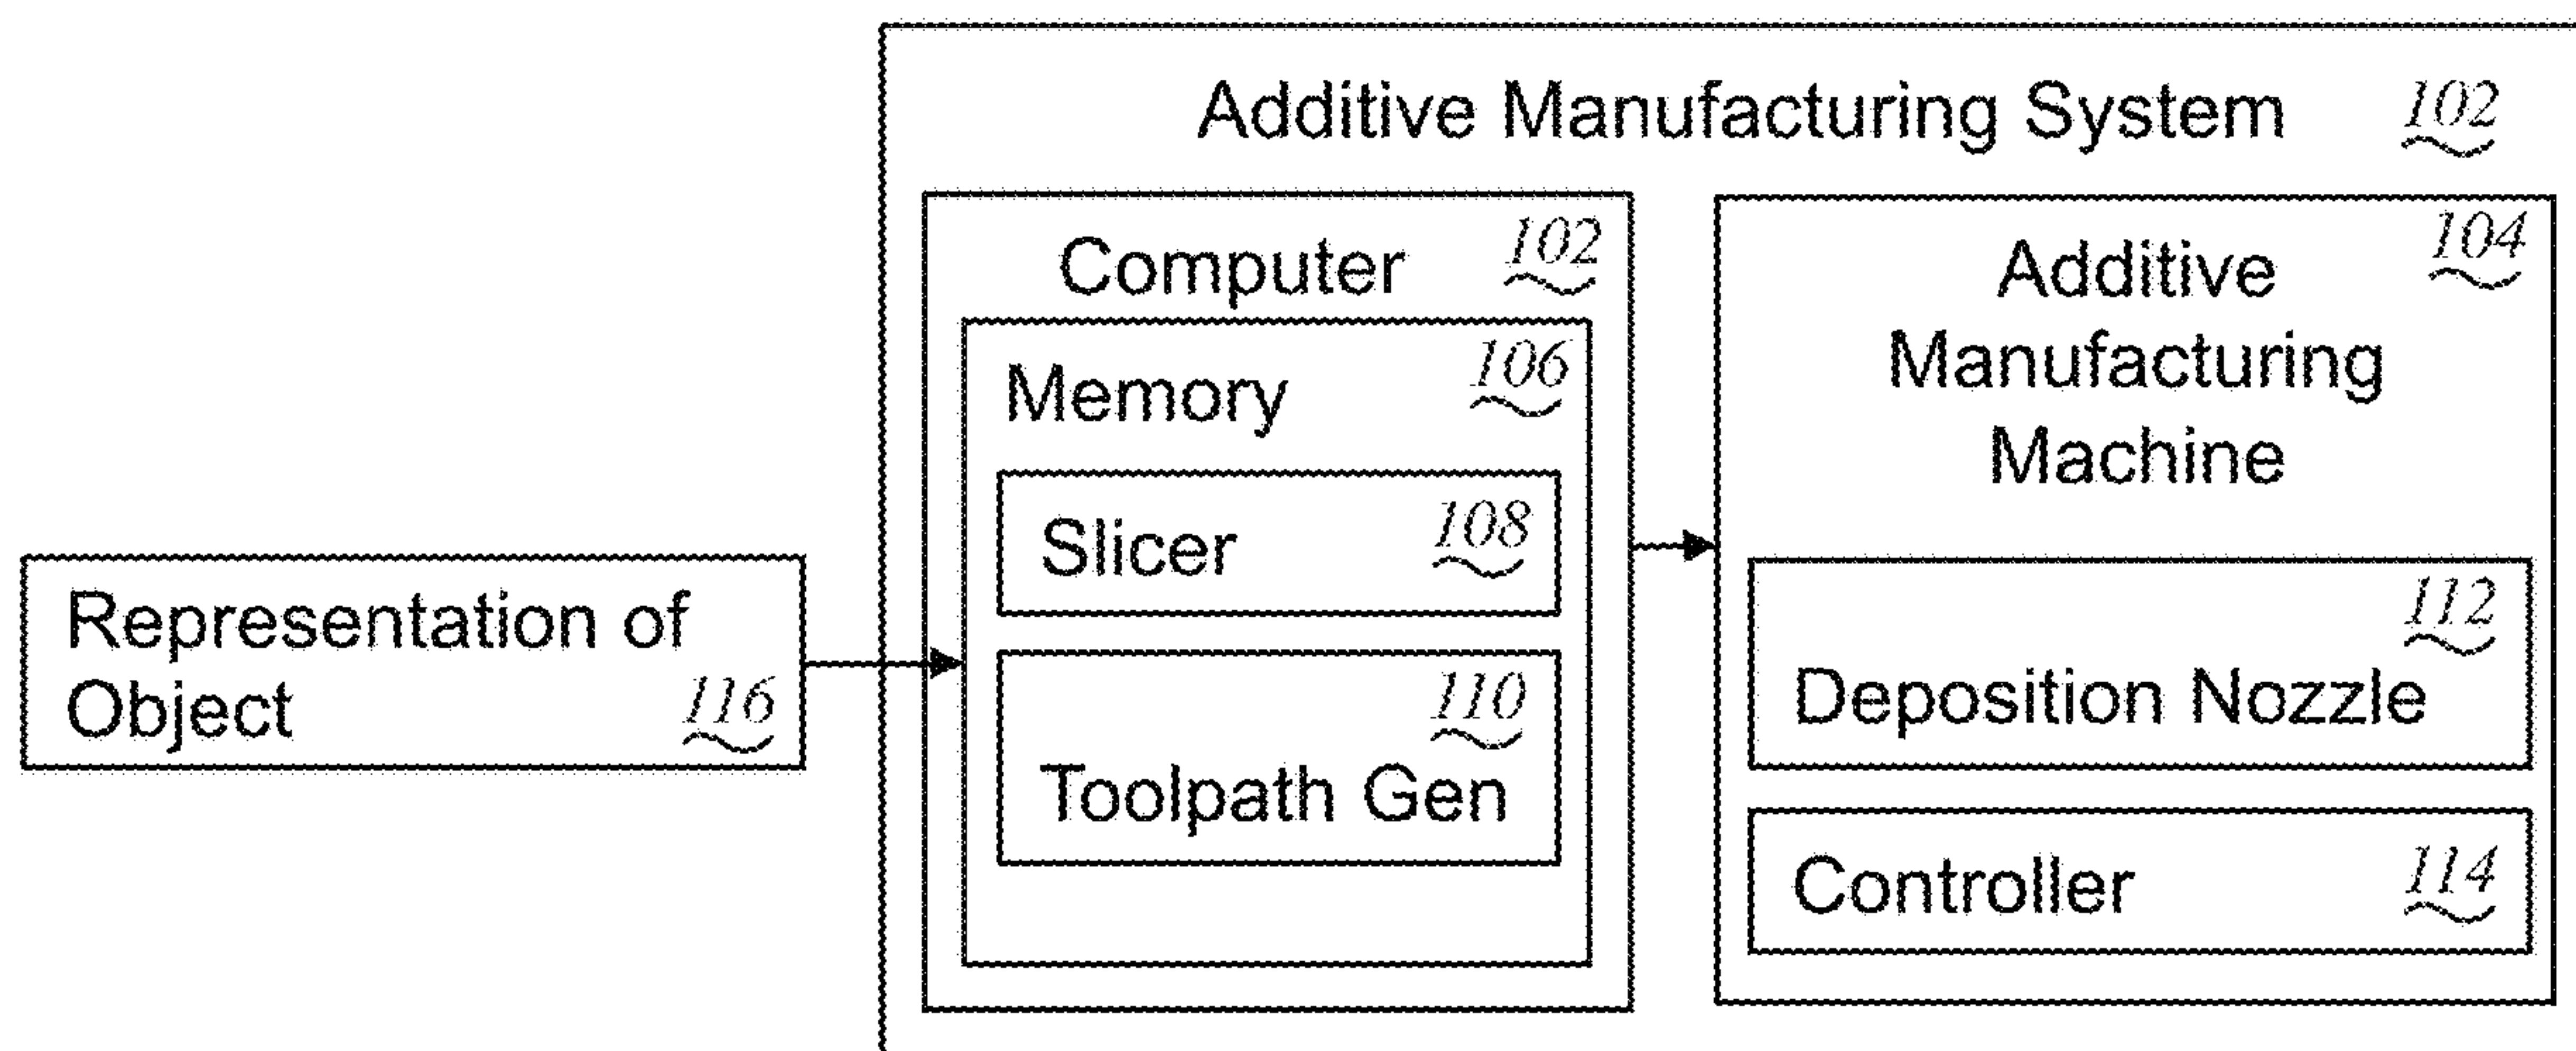 Additive Manufacturing System 102
Computer 102
Memory 106
Slicer 108
110
Toolpath Gen
104
Additive
Manufacturing
Machine
112
Deposition Nozzle
Controller 114
Representation of
Object 116